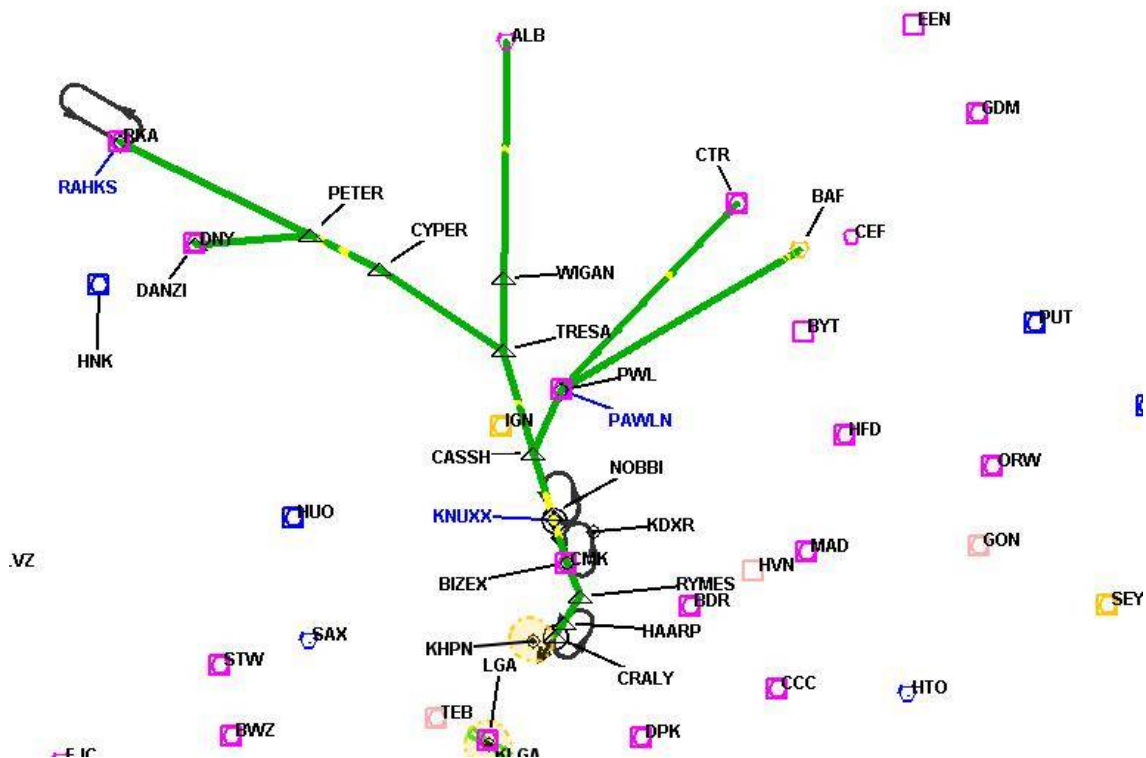 EEN
ALB
GDM
RKA
CTR
RAHKS
PETER
BAF
CYPER
CEF
DNY
WIGAN
DANZI
PUT
BYT
TRESA
HNK
PWL
PAWLN
IGN
HFD
CASSH
ORW
NOBBI
HUO
KNUXX
KDXR
GON
MAD
.VZ
CMK
HVN
BIZEX
RYMES
SEY
BDR
HAARP
SAX
KHPN
STW
LGA
CRALY
CCC
HTO
TEB
BWZ
DPK
KLGA